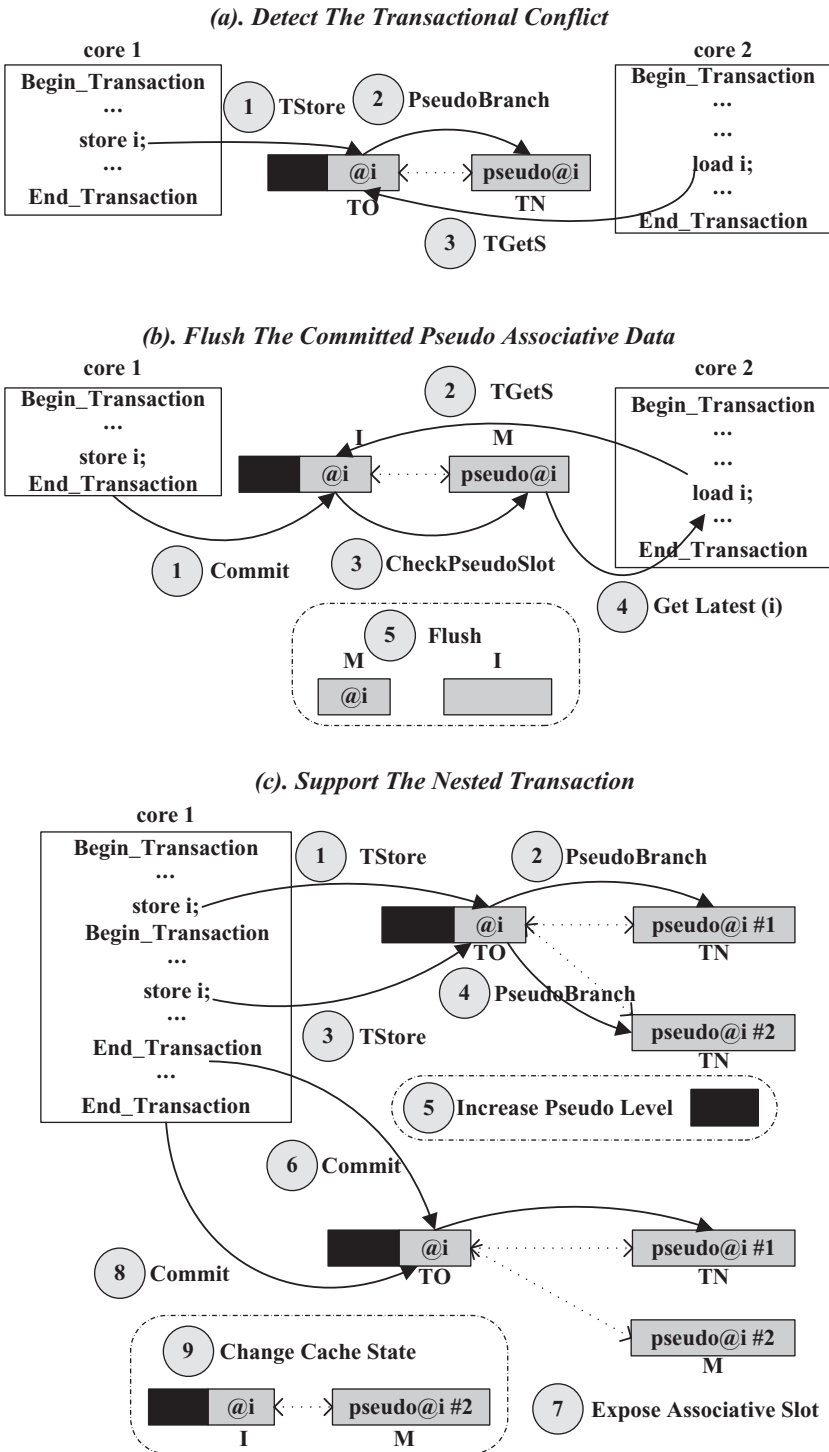 (a). Detect The Transactional Conflict
core 1
core 2
Begin_Transaction
...
store i;
...
End_Transaction
1 TStore
2 PseudoBranch
@i
pseudo@i
TO
TN
3 TGetS
Begin_Transaction
...
...
load i;
...
End_Transaction
(b). Flush The Committed Pseudo Associative Data
core 1
core 2
Begin_Transaction
...
store i;
End_Transaction
2 TGetS
I
M
@i
pseudo@i
1 Commit
3 CheckPseudoSlot
Begin_Transaction
...
...
load i;
...
End_Transaction
4 Get Latest (i)
5 Flush
M
I
@i
(c). Support The Nested Transaction
core 1
Begin_Transaction
...
store i;
Begin_Transaction
...
store i;
...
End_Transaction
...
End_Transaction
1 TStore
2 PseudoBranch
@i
pseudo@i #1
TO
TN
4 PseudoBranch
3 TStore
pseudo@i #2
TN
5 Increase Pseudo Level
6 Commit
@i
pseudo@i #1
TO
TN
8 Commit
pseudo@i #2
M
9 Change Cache State
@i
pseudo@i #2
I
M
7 Expose Associative Slot